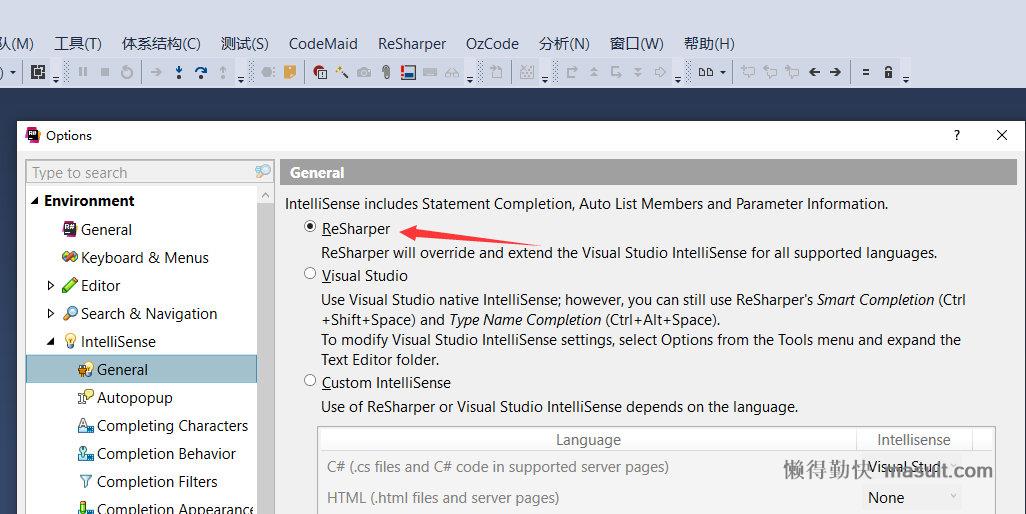 队(M) 工具(T) 体系结构(C) 测试(S) CodeMaid ReSharper OzCode 分析(N) 窗口(W) 帮助(H)
Options
Type to search
General
Environment
General
Keyboard & Menus
Editor
Search & Navigation
IntelliSense
General
Autopopup
Completing Characters
Completion Behavior
Completion Filters
Completion Appearance
IntelliSense includes Statement Completion, Auto List Members and Parameter Information.
ReSharper
ReSharper will override and extend the Visual Studio IntelliSense for all supported languages.
Visual Studio
Use Visual Studio native IntelliSense; however, you can still use ReSharper's Smart Completion (Ctrl
+Shift+Space) and Type Name Completion (Ctrl+Alt+Space).
To modify Visual Studio IntelliSense settings, select Options from the Tools menu and expand the
Text Editor folder.
Custom IntelliSense
Use of ReSharper or Visual Studio IntelliSense depends on the language.
Language Intellisense
C# (.cs files and C# code in supported server pages) Visual Stud
HTML (.html files and server pages) None
懒得勤快 masuit.com